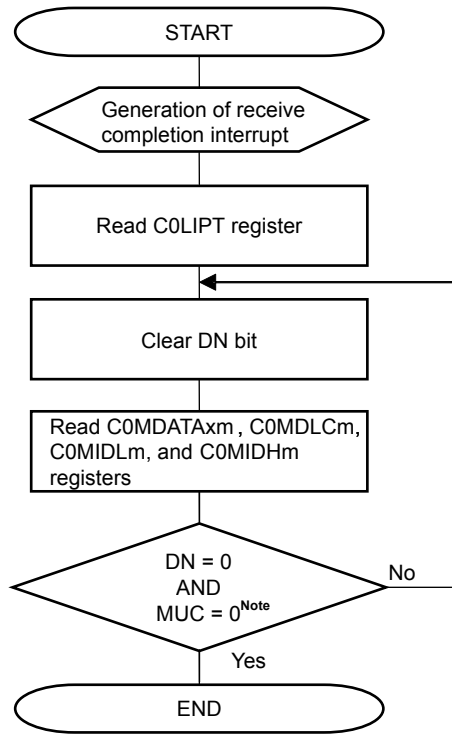 START
Generation of receive
completion interrupt
Read C0LIPT register
Clear DN bit
Read C0MDATAxm, C0MDLCm,
C0MIDLm, and C0MIDHm
registers
DN = 0
AND
MUC = 0Note
No
Yes
END